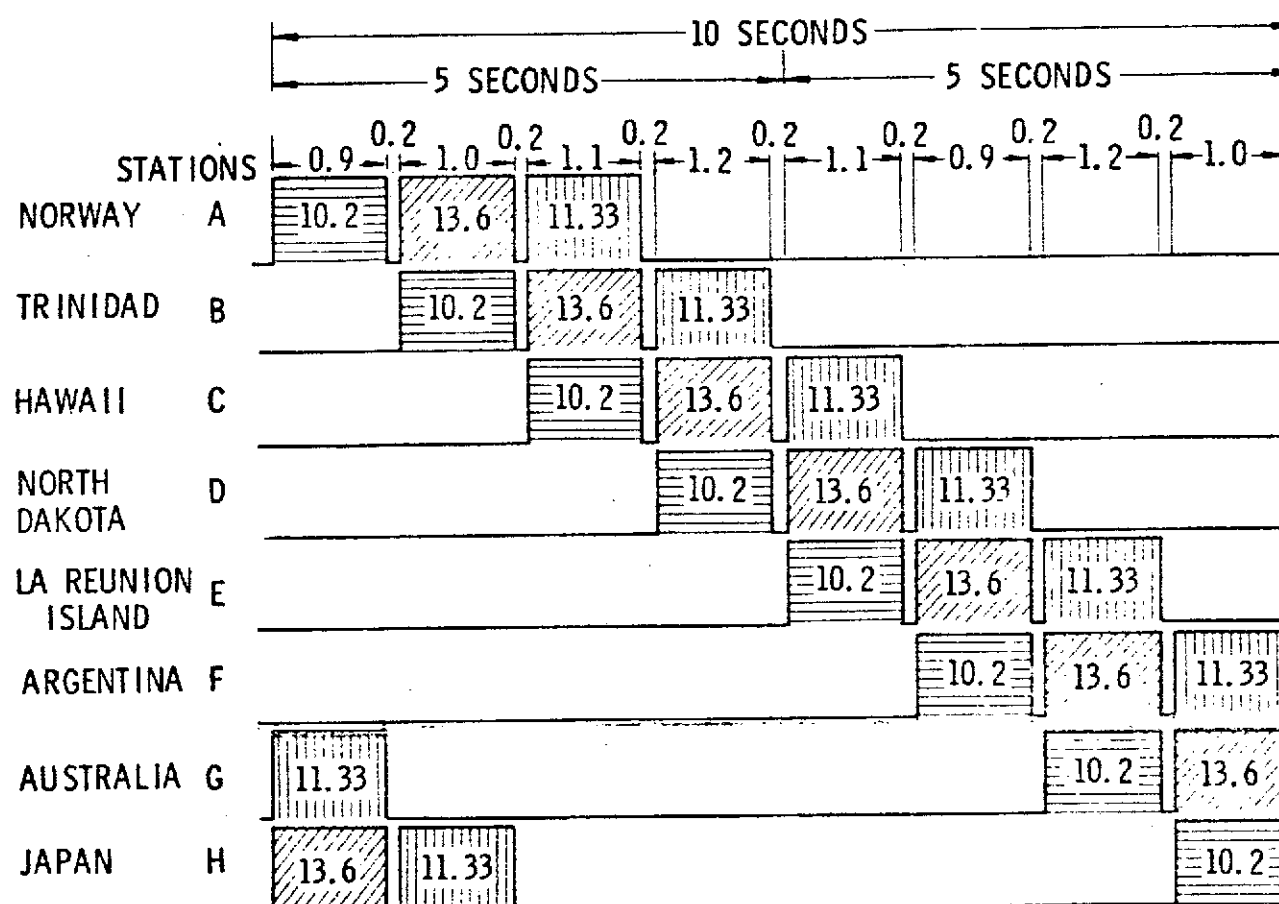 10 SECONDS
5 SECONDS 5 SECONDS
0.2 0.2 0.2 0.2 0.2 0.2 0.2
STATIONS 0.9 1.0 1.1 1.2 1.1 0.9 1.2 1.0
NORWAY A 10.2 13.6 11.33
TRINIDAD B 10.2 13.6 11.33
HAWAII C 10.2 13.6 11.33
NORTH
DAKOTA D 10.2 13.6 11.33
LA REUNION
ISLAND E 10.2 13.6 11.33
ARGENTINA F 10.2 13.6 11.33
AUSTRALIA G 11.33 10.2 13.6
JAPAN H 13.6 11.33 10.2